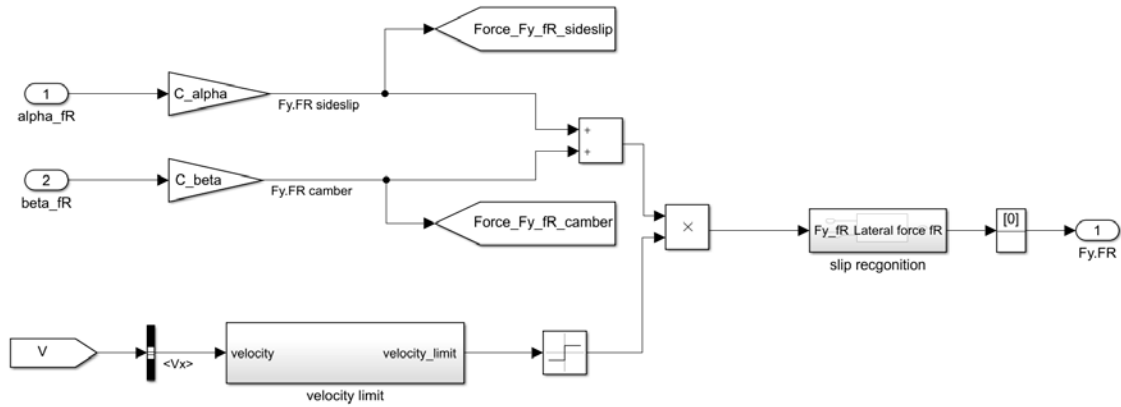 Force_Fy_fR_sideslip
1
alpha_fR
C_alpha
Fy.FR sideslip
+
+
2
beta_fR
C_beta
Fy.FR camber
Force_Fy_fR_camber
×
Fy_fR Lateral force fR
slip recgonition
[0]
1
Fy.FR
V
<Vx>
velocity velocity_limit
velocity limit